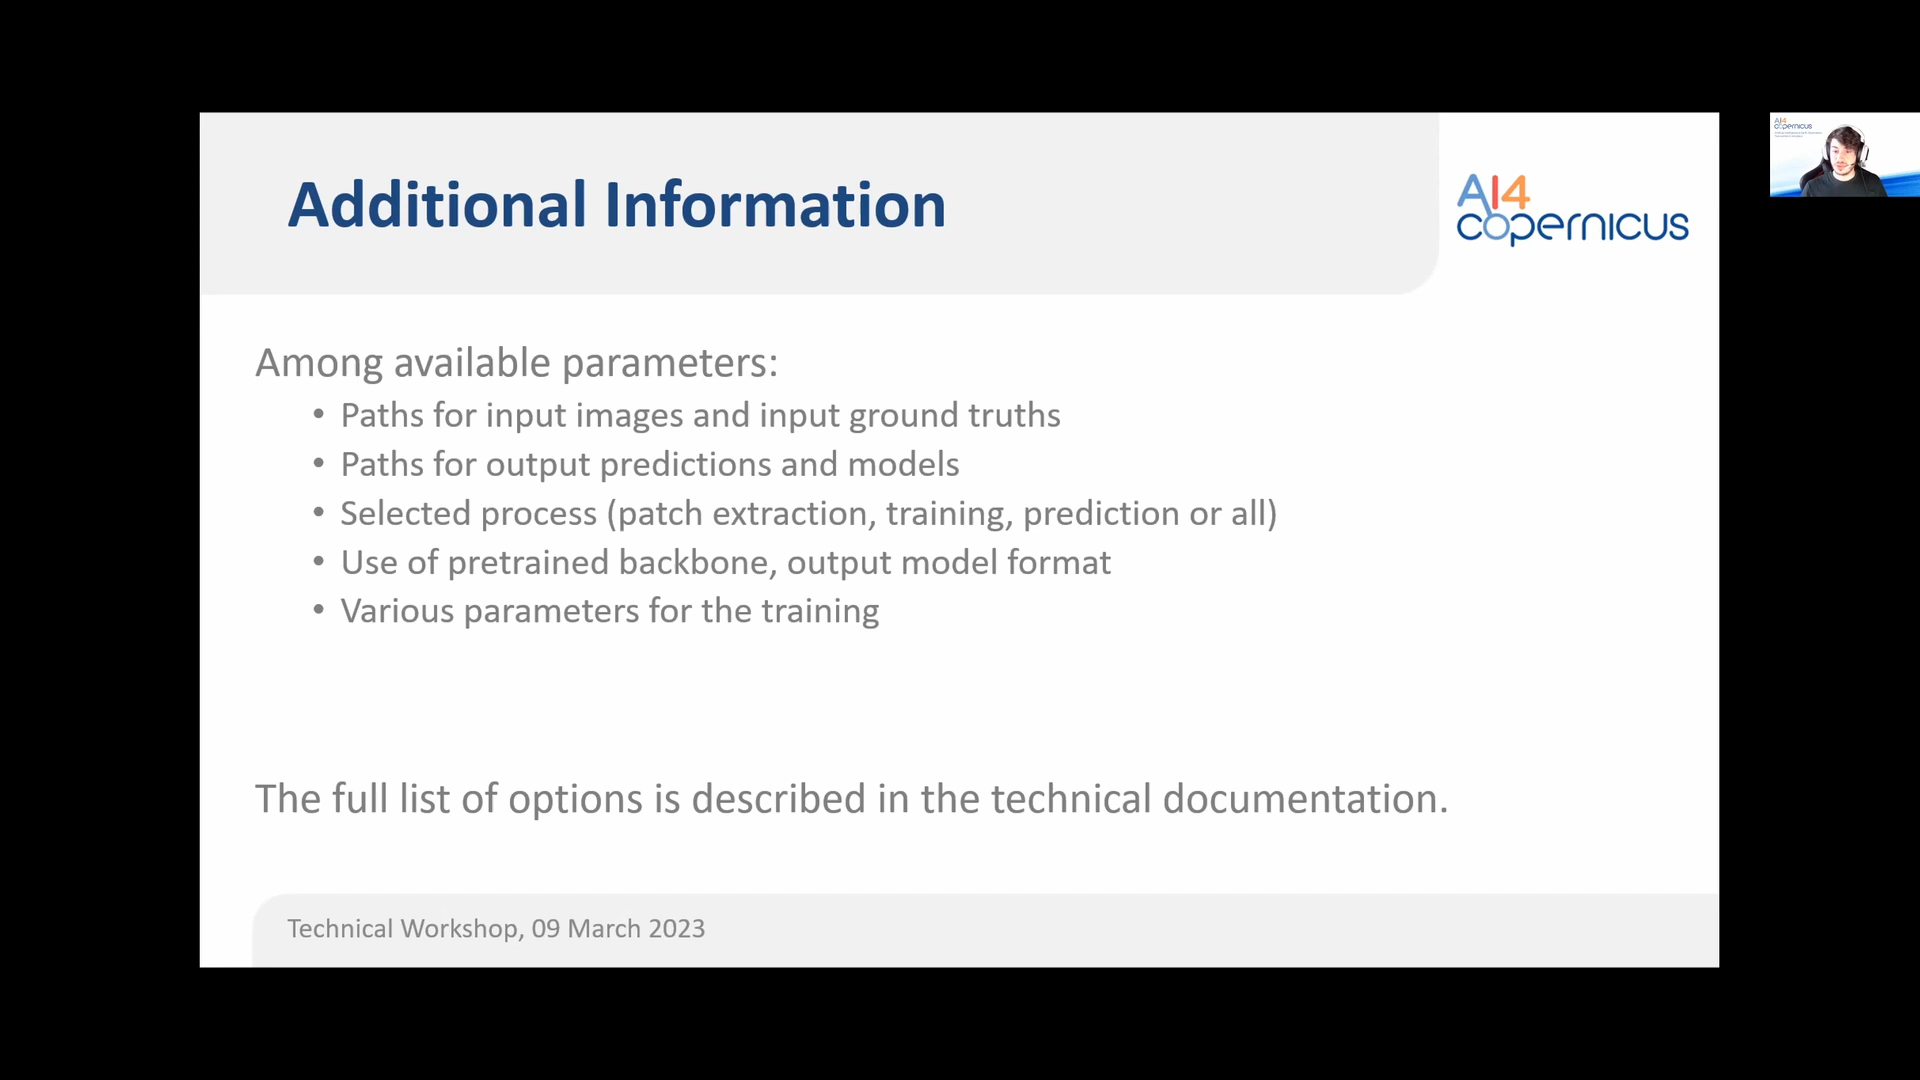 Additional Information
AI4
copernicus
Among available parameters:
• Paths for input images and input ground truths
• Paths for output predictions and models
• Selected process (patch extraction, training, prediction or all)
• Use of pretrained backbone, output model format
• Various parameters for the training
The full list of options is described in the technical documentation.
Technical Workshop, 09 March 2023
AI4
copernicus